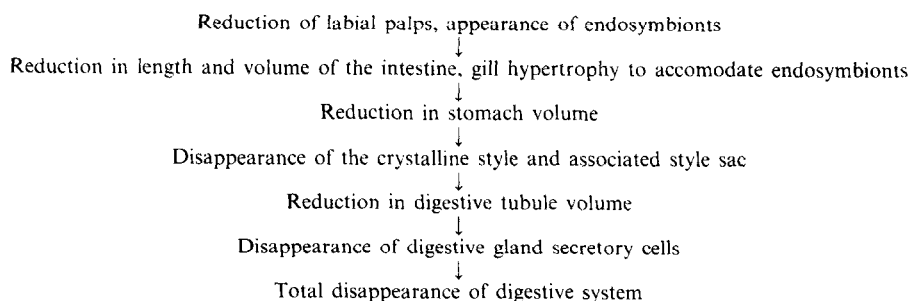 Reduction of labial palps, appearance of endosymbionts
↓
Reduction in length and volume of the intestine, gill hypertrophy to accomodate endosymbionts
↓
Reduction in stomach volume
↓
Disappearance of the crystalline style and associated style sac
↓
Reduction in digestive tubule volume
↓
Disappearance of digestive gland secretory cells
↓
Total disappearance of digestive system